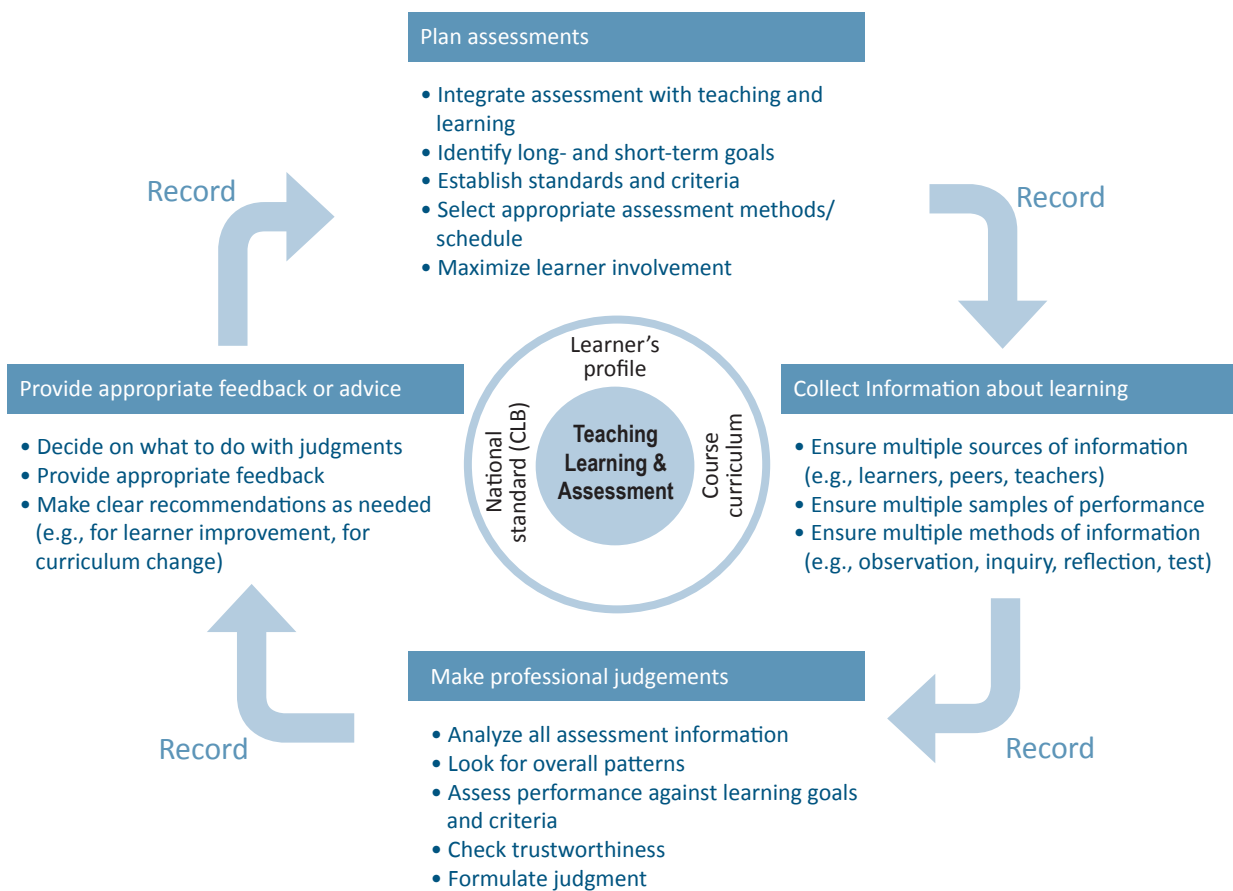 Plan assessments
• Integrate assessment with teaching and
learning
• Identify long- and short-term goals
• Establish standards and criteria
• Select appropriate assessment methods/
schedule
• Maximize learner involvement
Record
Record
Collect Information about learning
• Ensure multiple sources of information
(e.g., learners, peers, teachers)
• Ensure multiple samples of performance
• Ensure multiple methods of information
(e.g., observation, inquiry, reflection, test)
Record
Make professional judgements
• Analyze all assessment information
• Look for overall patterns
• Assess performance against learning goals
and criteria
• Check trustworthiness
• Formulate judgment
Record
Provide appropriate feedback or advice
• Decide on what to do with judgments
• Provide appropriate feedback
• Make clear recommendations as needed
(e.g., for learner improvement, for
curriculum change)
Learner’s
profile
National
standard (CLB)
Teaching
Learning &
Assessment
Course
curriculum